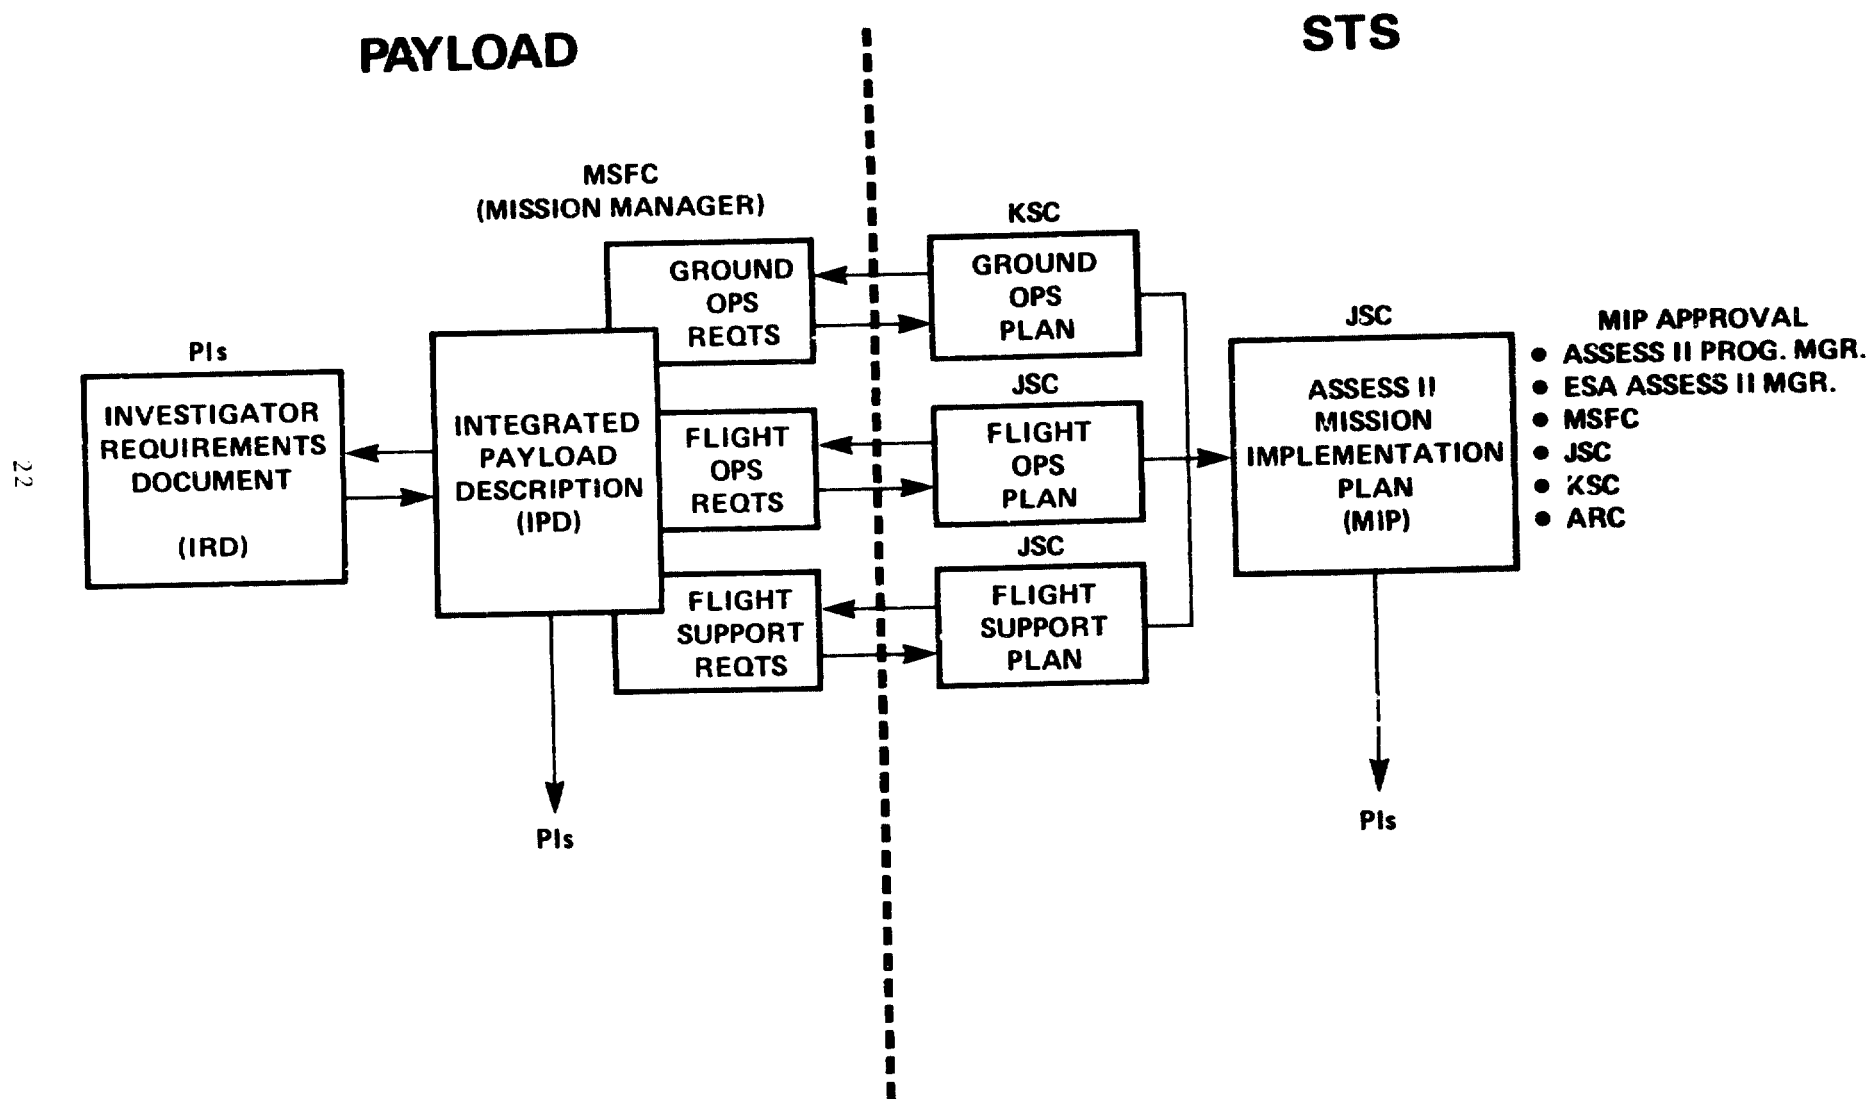 PAYLOAD
STS
MSFC
(MISSION MANAGER)
GROUND
OPS
REQTS
KSC
GROUND
OPS
PLAN
PIs
INVESTIGATOR
REQUIREMENTS
DOCUMENT
(IRD)
INTEGRATED
PAYLOAD
DESCRIPTION
(IPD)
FLIGHT
OPS
REQTS
JSC
FLIGHT
OPS
PLAN
FLIGHT
SUPPORT
REQTS
JSC
FLIGHT
SUPPORT
PLAN
JSC
ASSESS II
MISSION
IMPLEMENTATION
PLAN
(MIP)
MIP APPROVAL
● ASSESS II PROG. MGR.
● ESA ASSESS II MGR.
● MSFC
● JSC
● KSC
● ARC
PIs
PIs
22